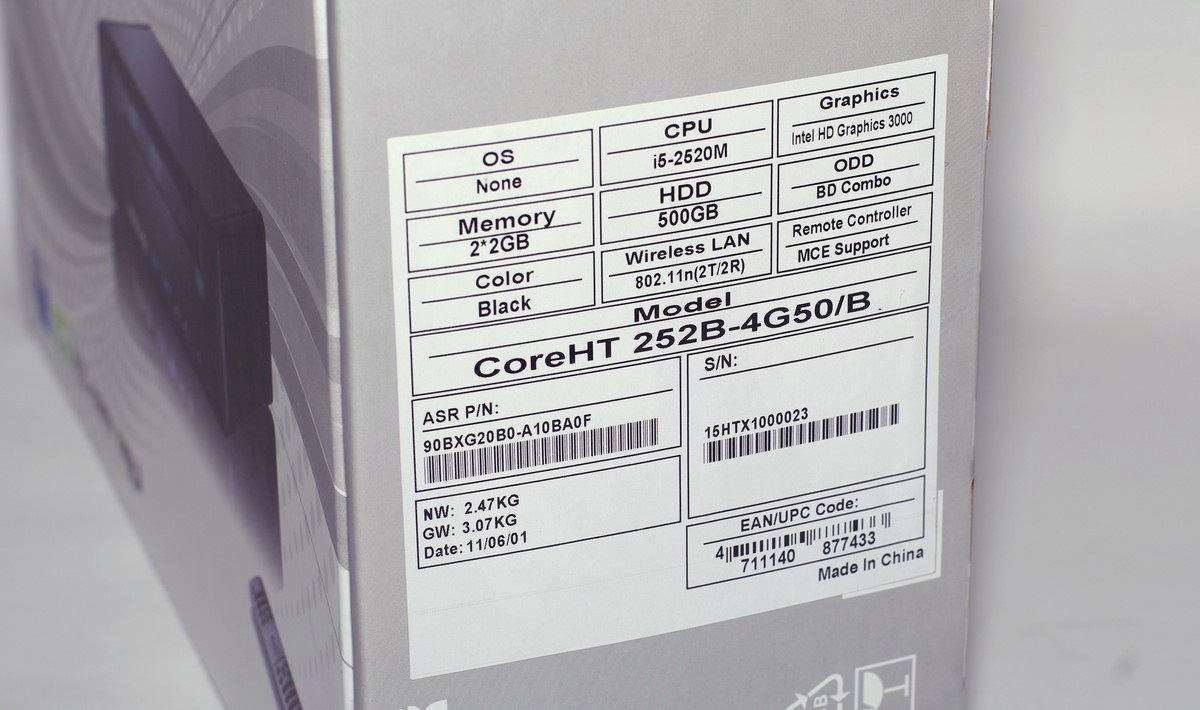 OS
None
CPU
i5-2520M
Graphics
Intel HD Graphics 3000
Memory
2*2GB
HDD
500GB
ODD
BD Combo
Color
Black
Wireless LAN
802.11n(2T/2R)
Remote Controller
MCE Support
Model
CoreHT 252B-4G50/B
ASR P/N:
90BXG20B0-A10BA0F
S/N:
15HTX1000023
NW: 2.47KG
GW: 3.07KG
Date: 11/06/01
EAN/UPC Code:
4 711140 877433
Made In China